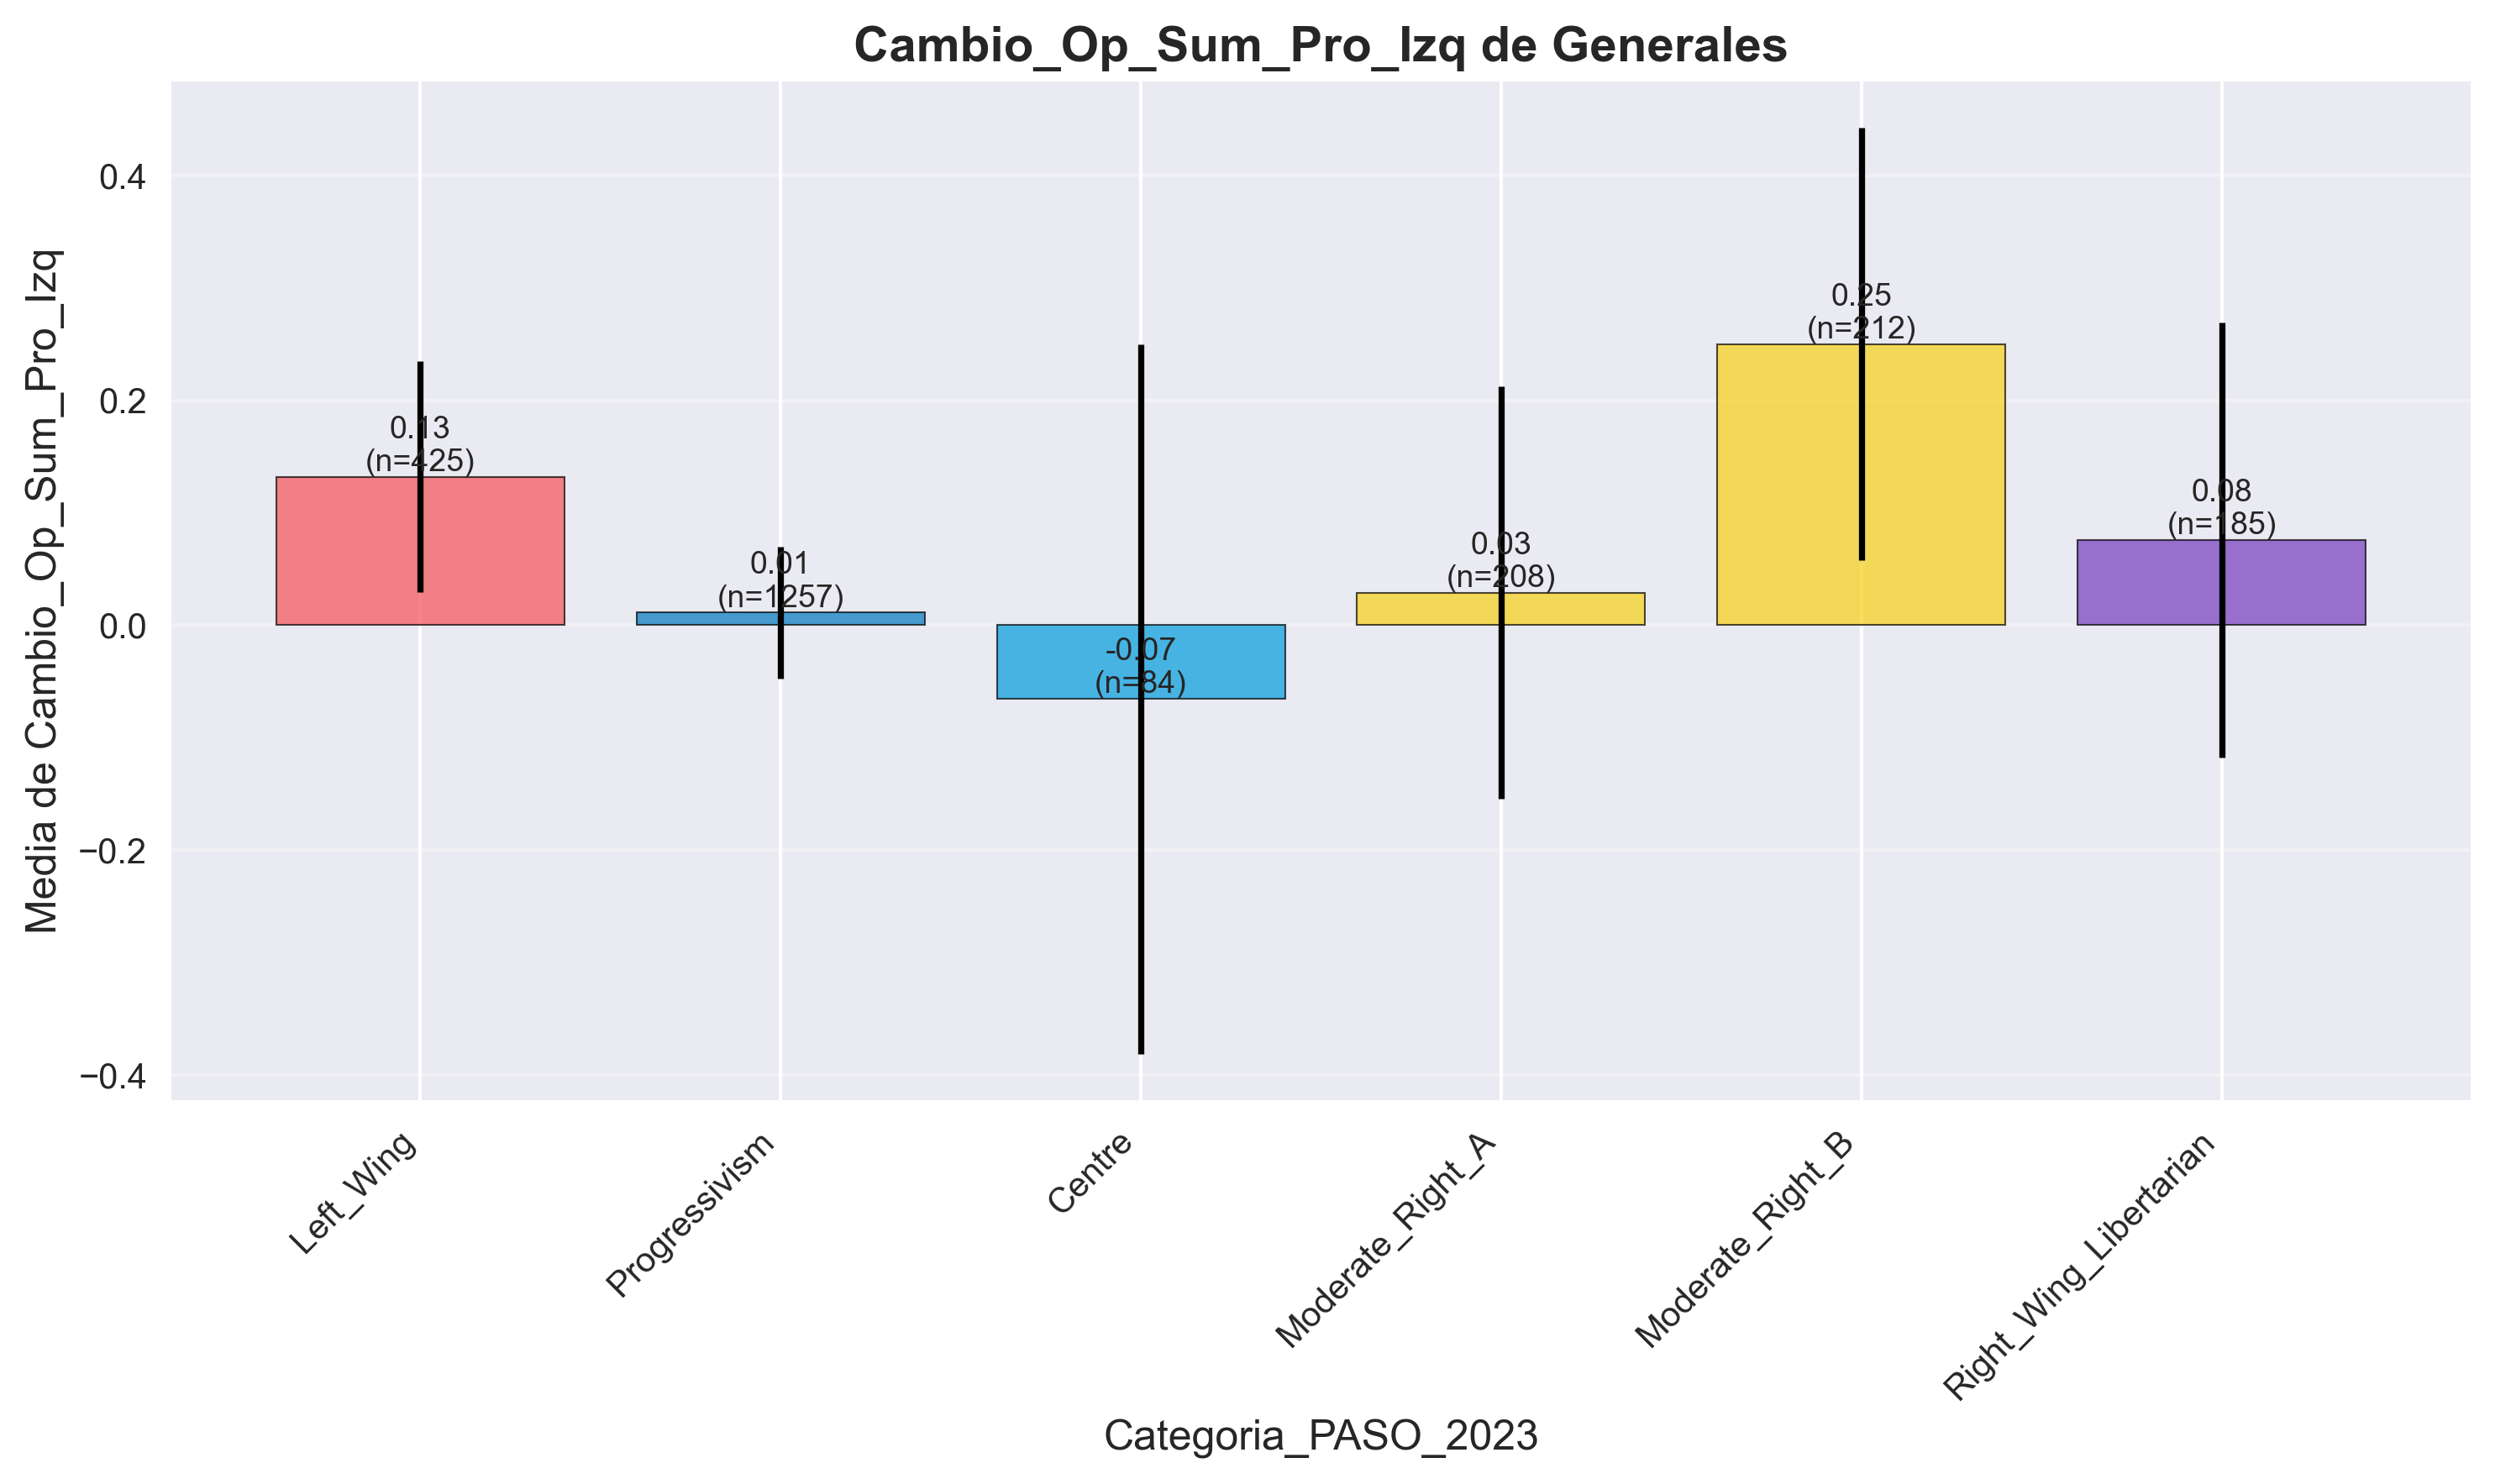 Cambio_Op_Sum_Pro_Izq de Generales
Media de Cambio_Op_Sum_Pro_Izq
0.4
0.2
0.0
−0.2
−0.4
0.13
(n=425)
0.01
(n=1257)
-0.07
(n=84)
0.03
(n=208)
0.25
(n=212)
0.08
(n=185)
Left_Wing
Progressivism
Centre
Moderate_Right_A
Moderate_Right_B
Right_Wing_Libertarian
Categoria_PASO_2023